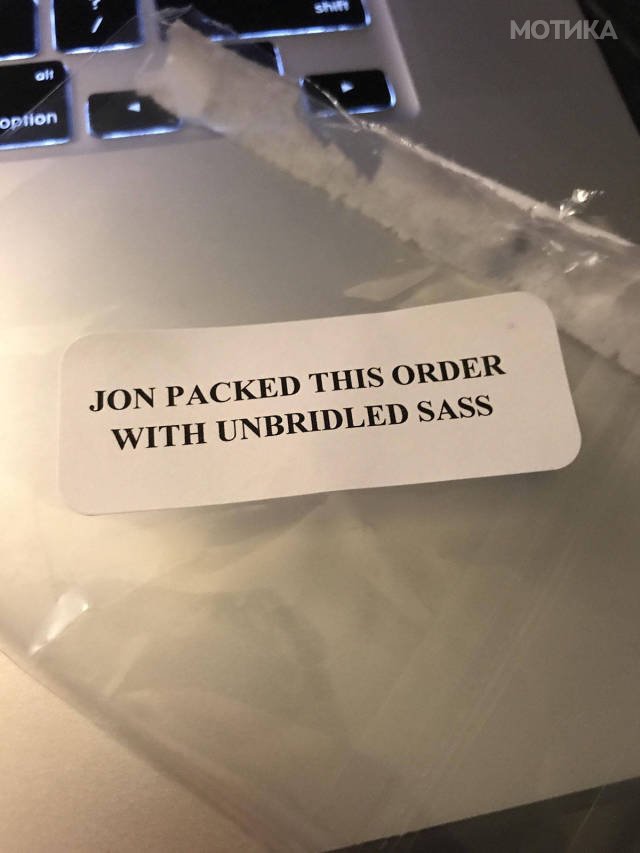 shift
МОТИКА
alt
option
?
/
JON PACKED THIS ORDER
WITH UNBRIDLED SASS